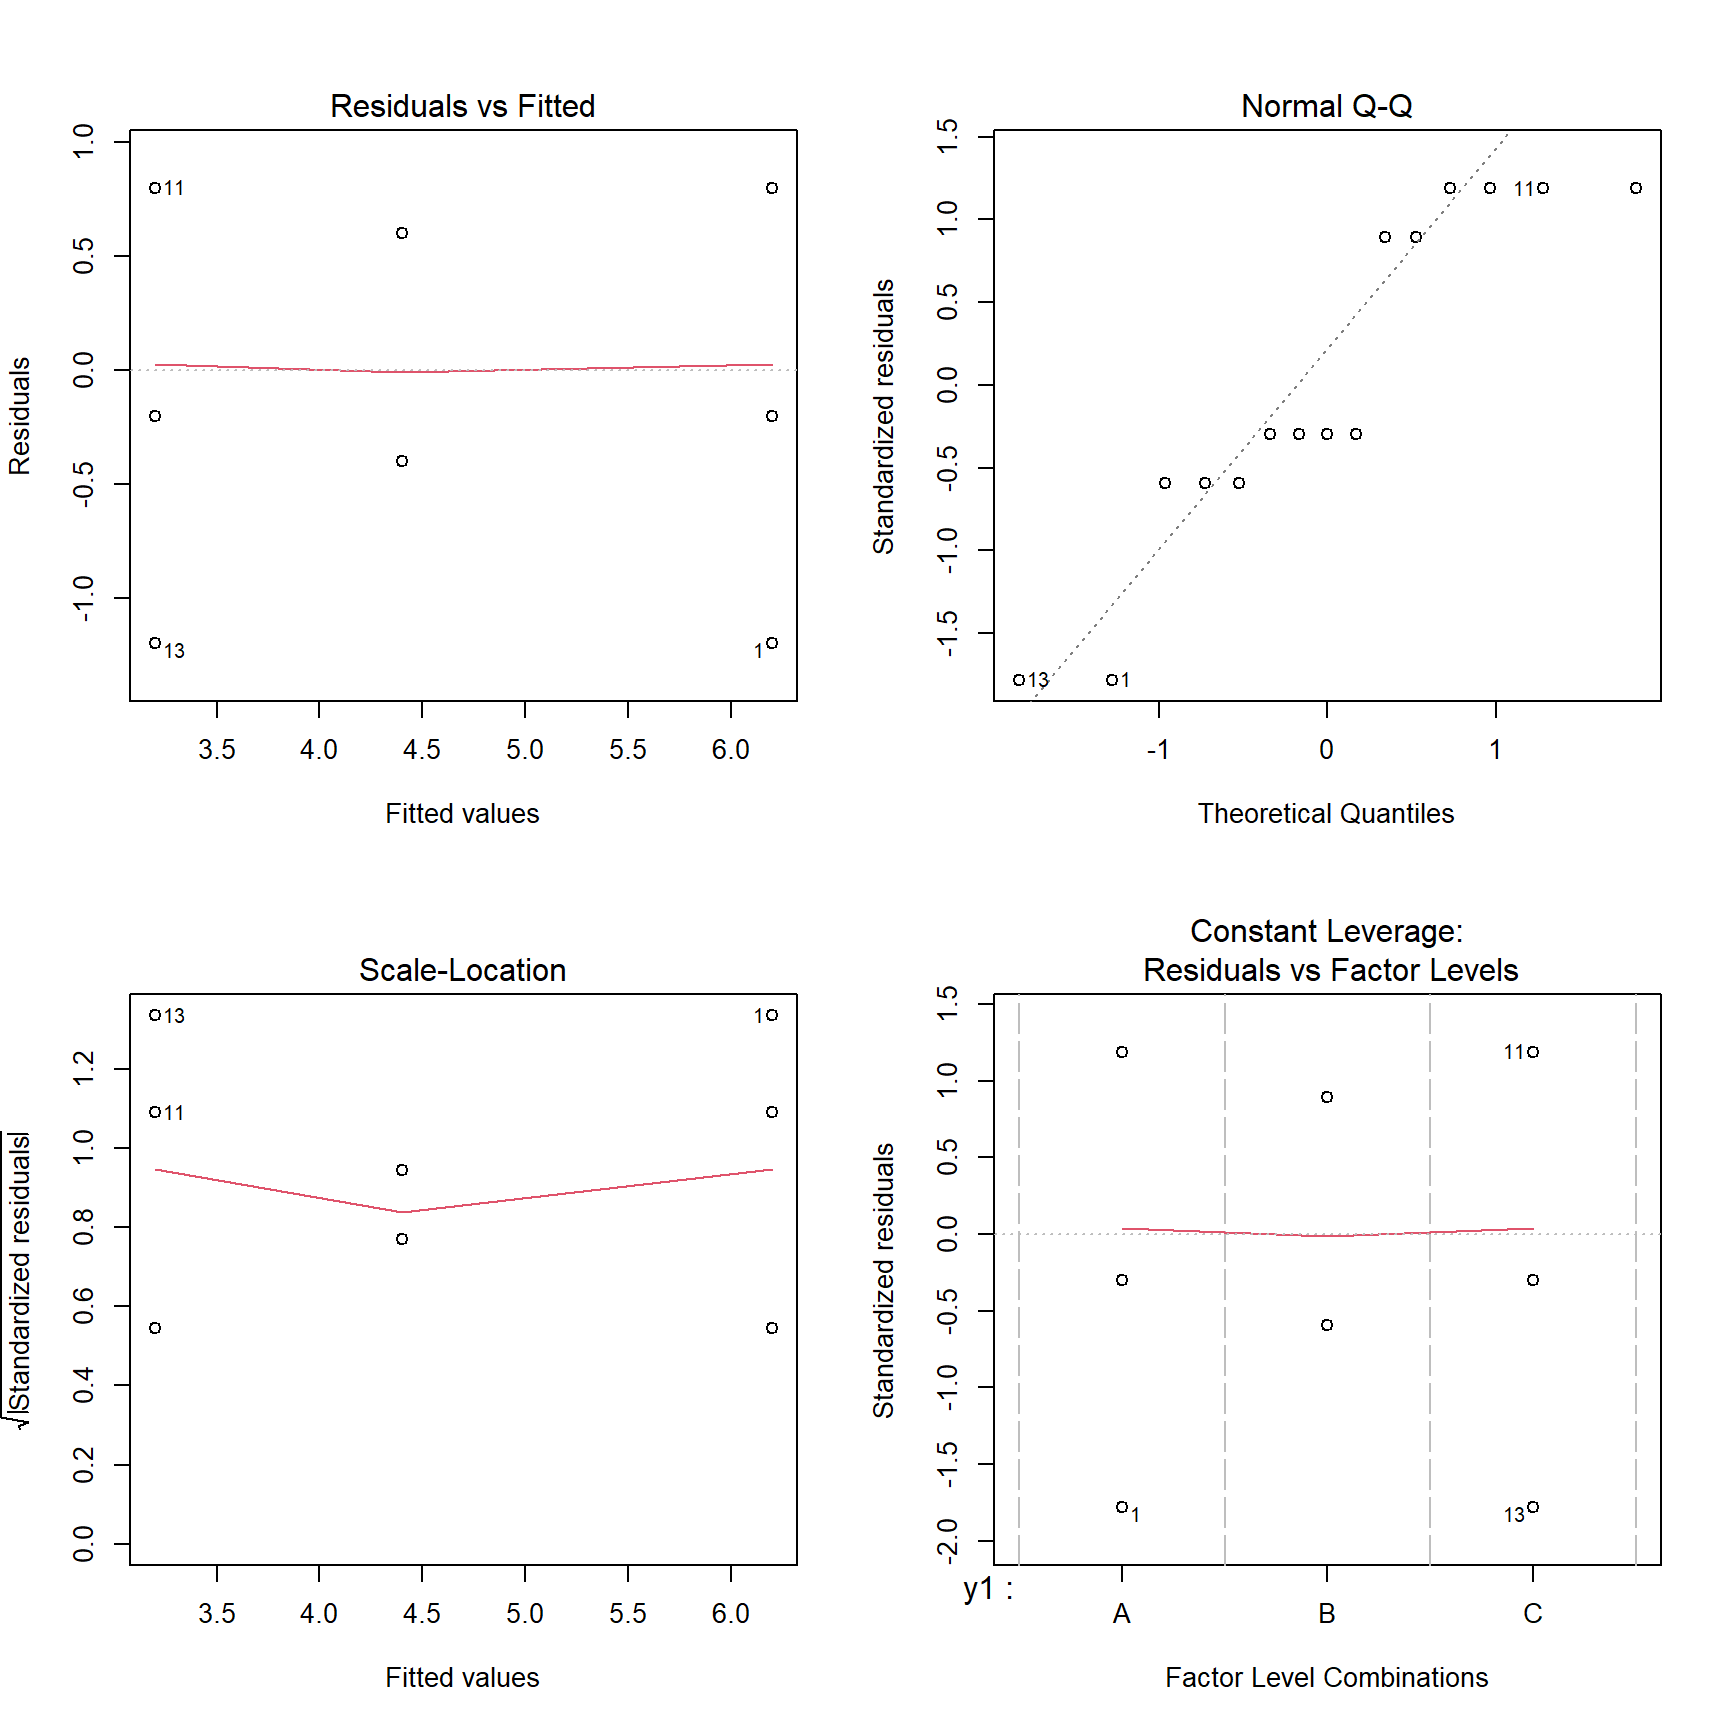 Residuals vs Fitted
Residuals
1.0
0.5
0.0
-0.5
-1.0
11
13
1
3.5 4.0 4.5 5.0 5.5 6.0
Fitted values
Normal Q-Q
Standardized residuals
1.5
1.0
0.5
0.0
-0.5
-1.0
-1.5
11
13
1
-1 0 1
Theoretical Quantiles
Scale-Location
√|Standardized residuals|
1.2
1.0
0.8
0.6
0.4
0.2
0.0
13
11
1
3.5 4.0 4.5 5.0 5.5 6.0
Fitted values
Constant Leverage:
Residuals vs Factor Levels
Standardized residuals
1.5
1.0
0.5
0.0
-0.5
-1.0
-1.5
-2.0
11
1
13
y1 :
A B C
Factor Level Combinations